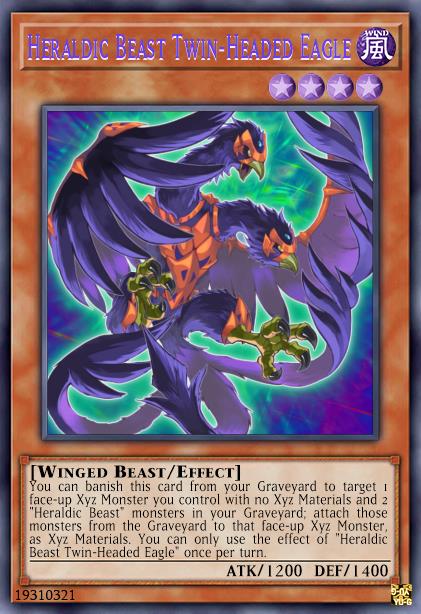 HERALDIC BEAST TWIN-HEADED EAGLE
WIND
風
[WINGED BEAST/EFFECT]
You can banish this card from your Graveyard to target 1
face-up Xyz Monster you control with no Xyz Materials and 2
"Heraldic Beast" monsters in your Graveyard; attach those
monsters from the Graveyard to that face-up Xyz Monster,
as Xyz Materials. You can only use the effect of "Heraldic
Beast Twin-Headed Eagle" once per turn.
ATK/1200 DEF/1400
19310321